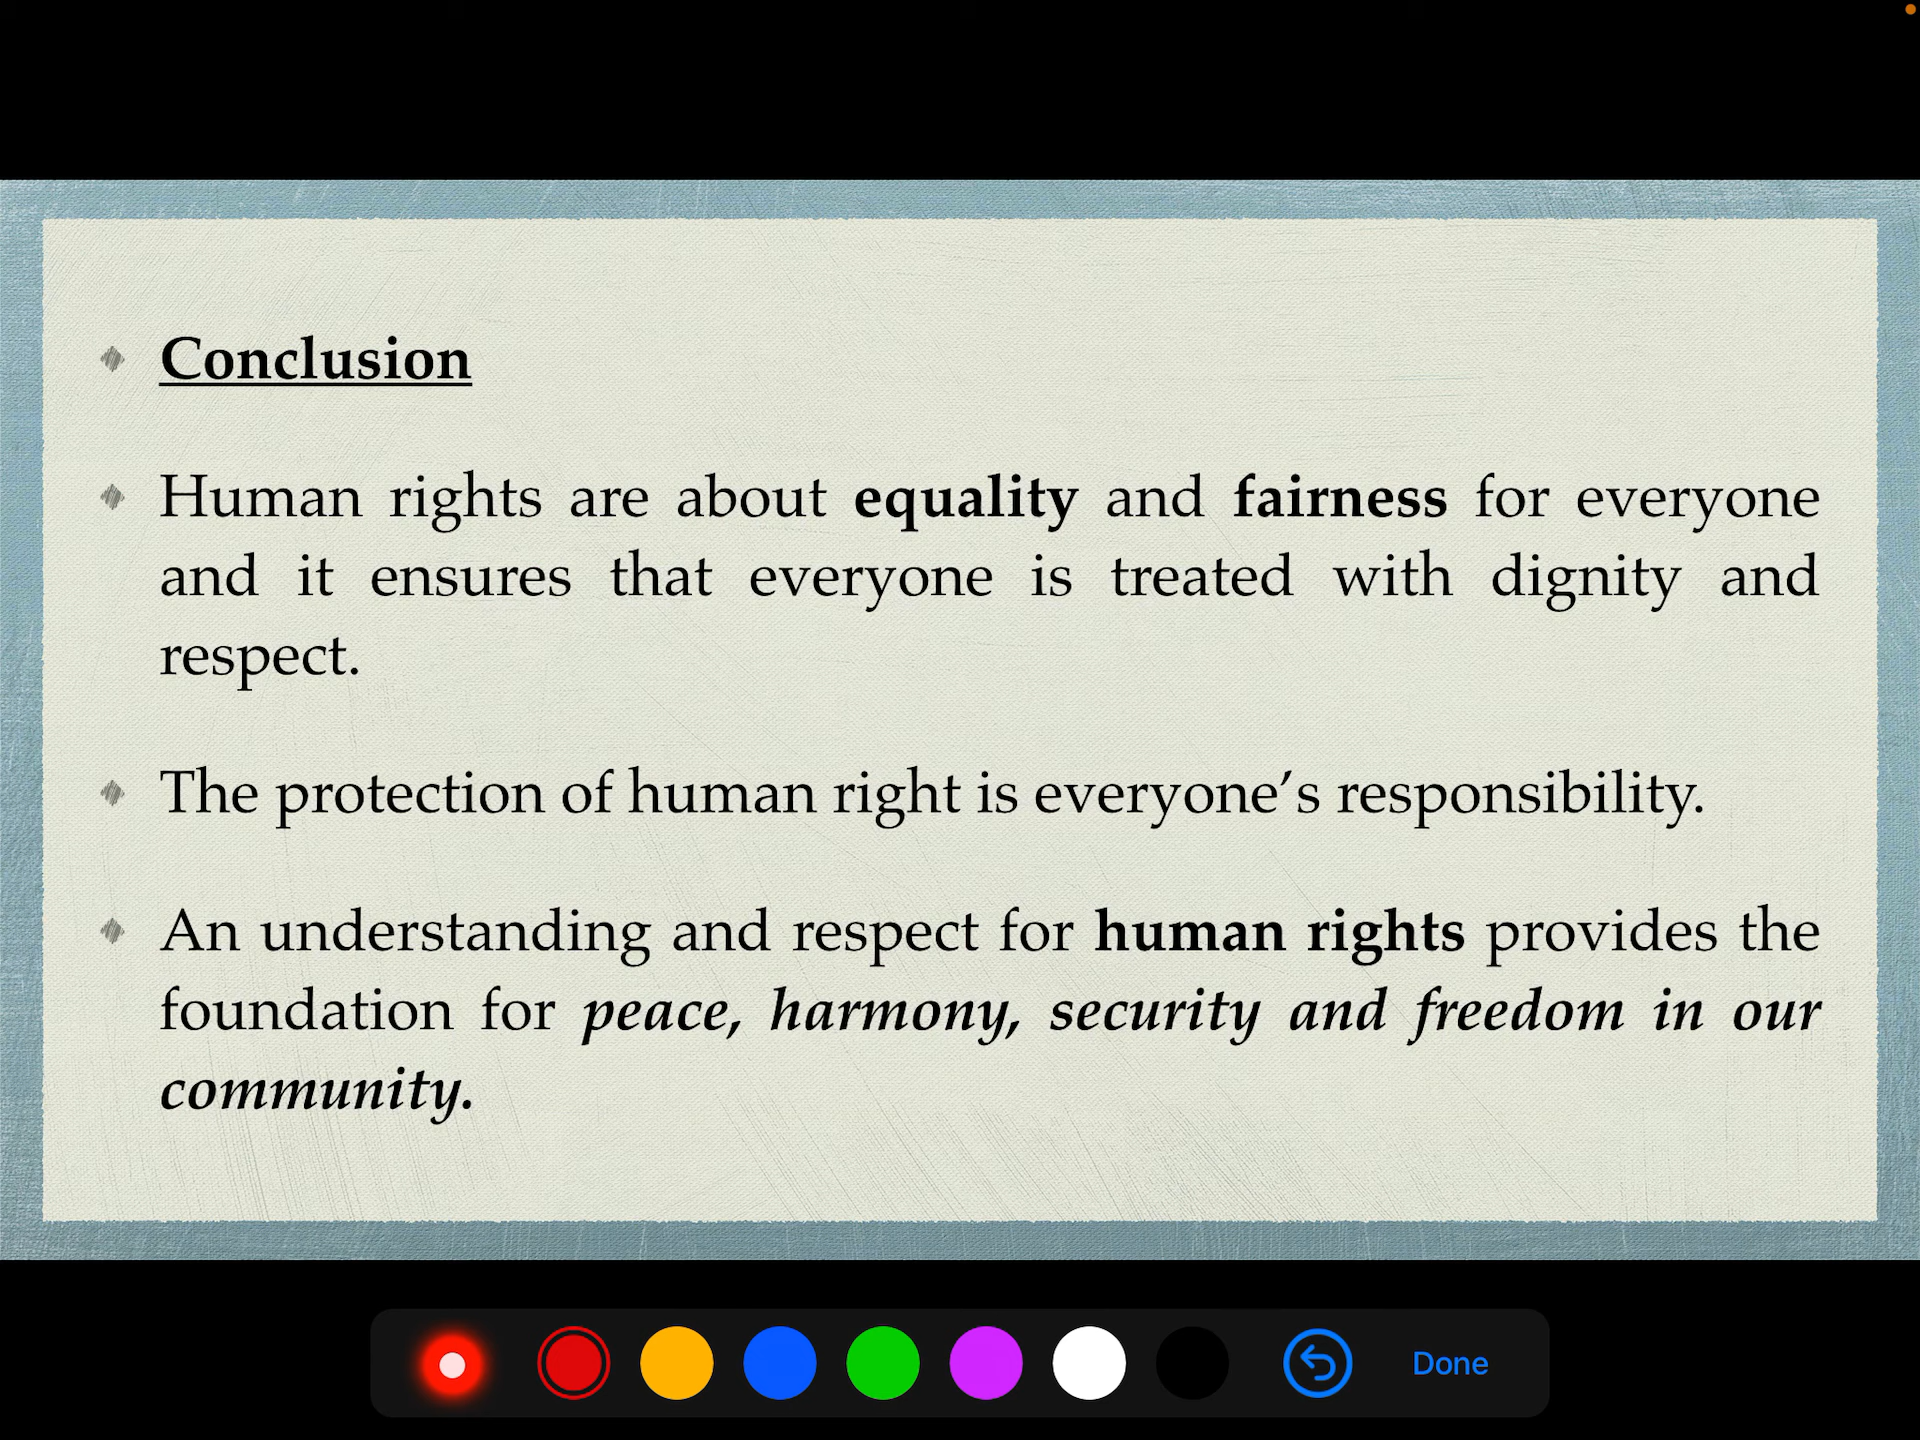 Conclusion
Human rights are about equality and fairness for everyone
and it ensures that everyone is treated with dignity and
respect.
The protection of human right is everyone’s responsibility.
An understanding and respect for human rights provides the
foundation for peace, harmony, security and freedom in our
community.
Done